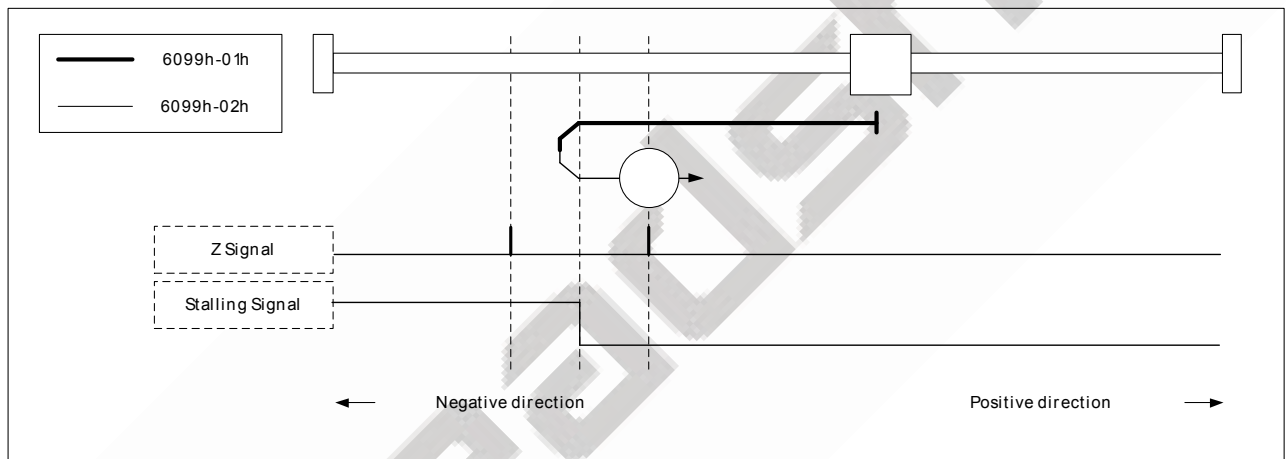 6099h-01h
6099h-02h
Z Signal
Stalling Signal
Negative direction
Positive direction